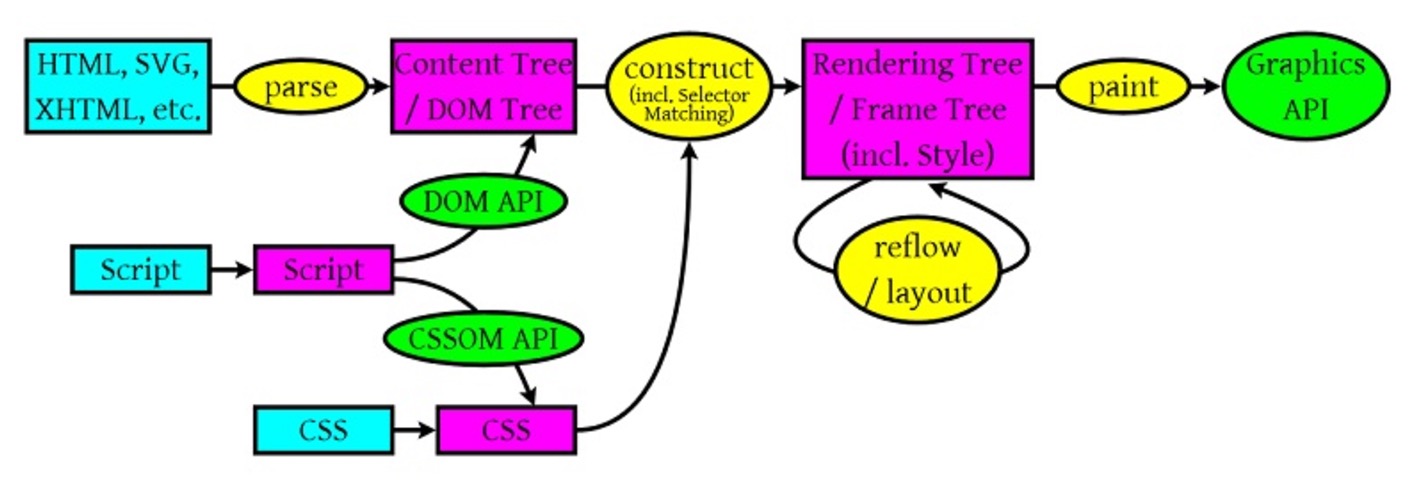 HTML, SVG,
XHTML, etc.
parse
Content Tree
/ DOM Tree
construct
(incl. Selector
Matching)
Rendering Tree
/ Frame Tree
(incl. Style)
paint
Graphics
API
DOM API
Script
Script
reflow
/ layout
CSSOM API
CSS
CSS